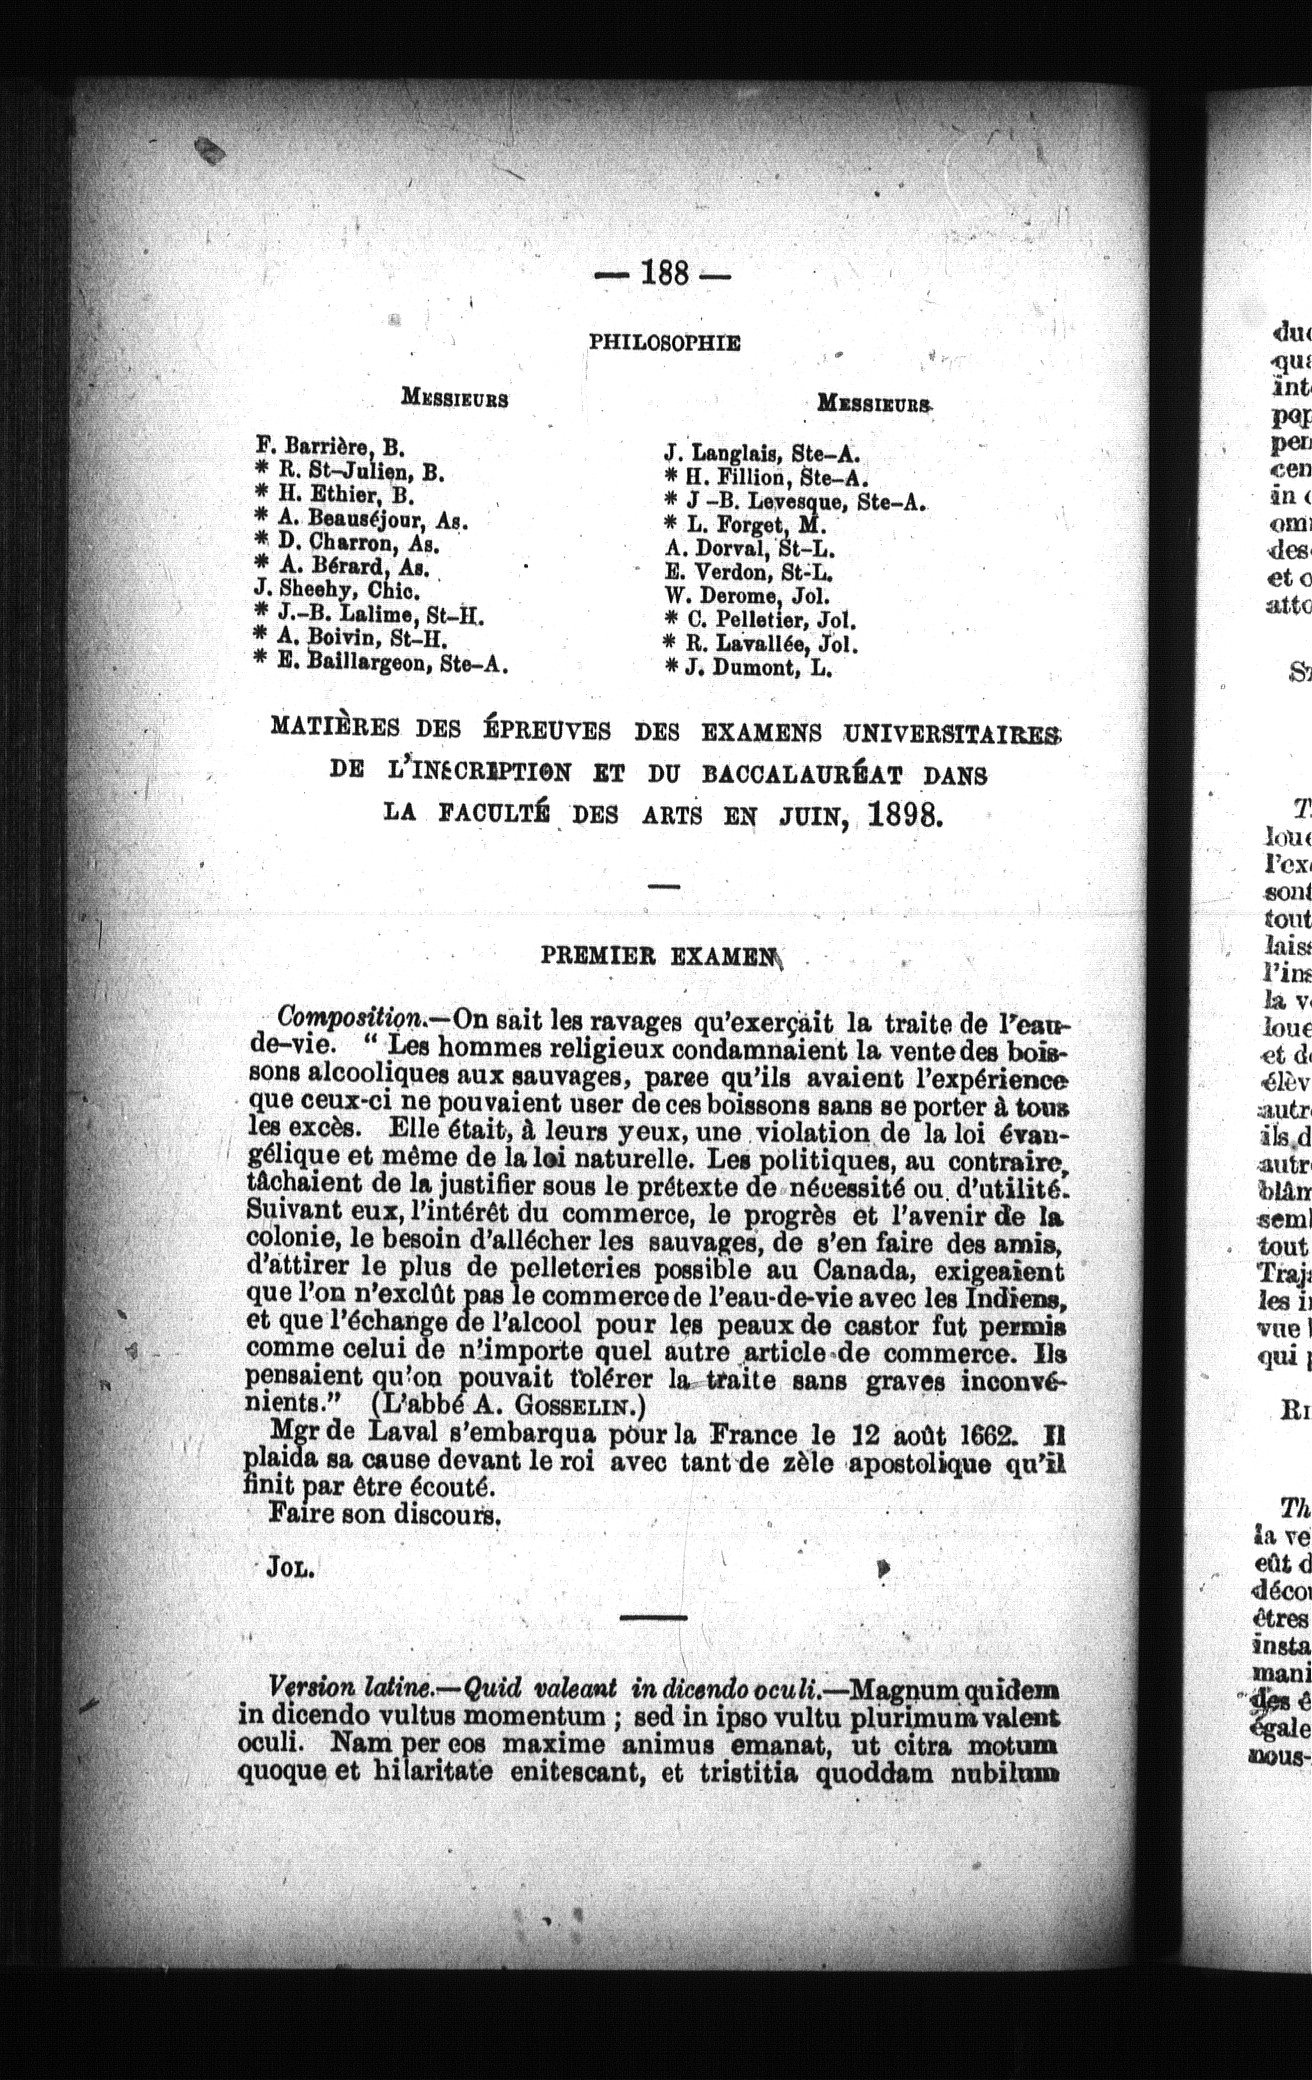 — 188 —
PHILOSOPHIE
MESSIEURS
F. Barrière, B.
* R. St-Julien, B.
* H. Ethier, B.
* A. Beauséjour, As.
* D. Charron, As.
* A. Bérard, As.
J. Sheehy, Chic.
* J.-B. Lalime, St-H.
* A. Boivin, St-H.
* E. Baillargeon, Ste-A.
MESSIEURS
J. Langlais, Ste-A.
* H. Fillion, Ste-A.
* J -B. Levesque, Ste-A.
* L. Forget, M.
A. Dorval, St-L.
E. Verdon, St-L.
W. Derome, Jol.
* C. Pelletier, Jol.
* R. Lavallée, Jol.
* J. Dumont, L.
MATIÈRES DES ÉPREUVES DES EXAMENS UNIVERSITAIRES
DE L'INSCRIPTION ET DU BACCALAURÉAT DANS
LA FACULTÉ DES ARTS EN JUIN, 1898.
PREMIER EXAMEN
Composition.—On sait les ravages qu'exerçait la traite de l'eau-
de-vie. “ Les hommes religieux condamnaient la vente des bois-
sons alcooliques aux sauvages, parce qu'ils avaient l'expérience
que ceux-ci ne pouvaient user de ces boissons sans se porter à tous
les excès. Elle était, à leurs yeux, une violation de la loi évan-
gélique et même de la loi naturelle. Les politiques, au contraire,
tâchaient de la justifier sous le prétexte de nécessité ou d'utilité.
Suivant eux, l'intérêt du commerce, le progrès et l'avenir de la
colonie, le besoin d'allécher les sauvages, de s'en faire des amis,
d'attirer le plus de pelleteries possible au Canada, exigeaient
que l'on n'exclût pas le commerce de l'eau-de-vie avec les Indiens,
et que l'échange de l'alcool pour les peaux de castor fut permis
comme celui de n'importe quel autre article de commerce. Ils
pensaient qu'on pouvait tolérer la traite sans graves inconvé-
nients.” (L'abbé A. GOSSELIN.)
Mgr de Laval s'embarqua pour la France le 12 août 1662. Il
plaida sa cause devant le roi avec tant de zèle apostolique qu'il
finit par être écouté.
Faire son discours.
JOL.
Version latine.—Quid valeant in dicendo oculi.—Magnum quidem
in dicendo vultus momentum ; sed in ipso vultu plurimum valent
oculi. Nam per eos maxime animus emanat, ut citra motum
quoque et hilaritate enitescant, et tristitia quoddam nubilum